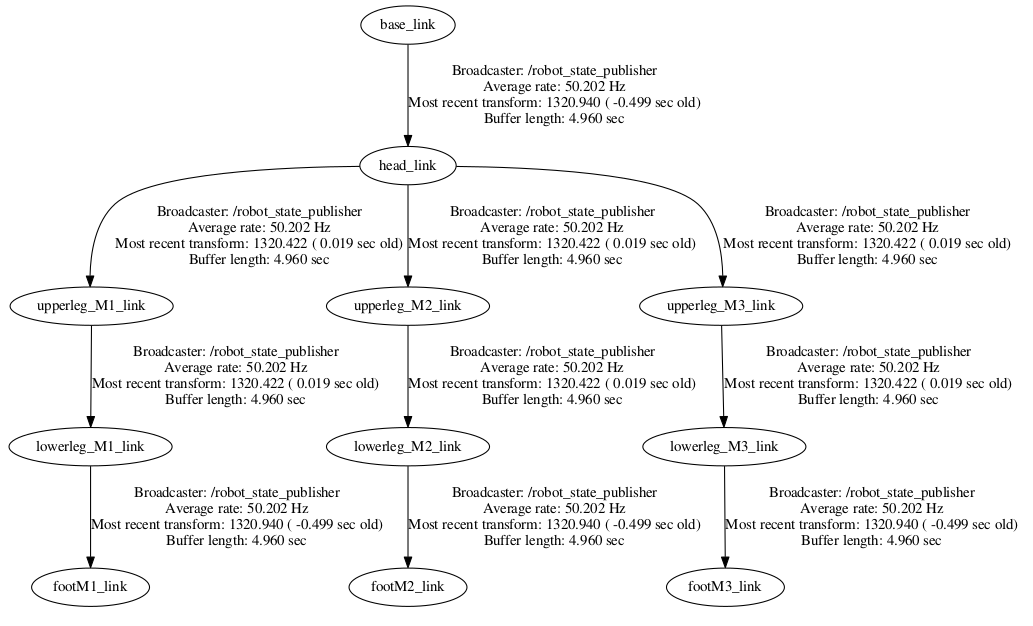 base_link
Broadcaster: /robot_state_publisher
Average rate: 50.202 Hz
Most recent transform: 1320.940 ( -0.499 sec old)
Buffer length: 4.960 sec
head_link
Broadcaster: /robot_state_publisher
Average rate: 50.202 Hz
Most recent transform: 1320.422 ( 0.019 sec old)
Buffer length: 4.960 sec
Broadcaster: /robot_state_publisher
Average rate: 50.202 Hz
Most recent transform: 1320.422 ( 0.019 sec old)
Buffer length: 4.960 sec
Broadcaster: /robot_state_publisher
Average rate: 50.202 Hz
Most recent transform: 1320.422 ( 0.019 sec old)
Buffer length: 4.960 sec
upperleg_M1_link
upperleg_M2_link
upperleg_M3_link
Broadcaster: /robot_state_publisher
Average rate: 50.202 Hz
Most recent transform: 1320.422 ( 0.019 sec old)
Buffer length: 4.960 sec
Broadcaster: /robot_state_publisher
Average rate: 50.202 Hz
Most recent transform: 1320.422 ( 0.019 sec old)
Buffer length: 4.960 sec
Broadcaster: /robot_state_publisher
Average rate: 50.202 Hz
Most recent transform: 1320.422 ( 0.019 sec old)
Buffer length: 4.960 sec
lowerleg_M1_link
lowerleg_M2_link
lowerleg_M3_link
Broadcaster: /robot_state_publisher
Average rate: 50.202 Hz
Most recent transform: 1320.940 ( -0.499 sec old)
Buffer length: 4.960 sec
Broadcaster: /robot_state_publisher
Average rate: 50.202 Hz
Most recent transform: 1320.940 ( -0.499 sec old)
Buffer length: 4.960 sec
Broadcaster: /robot_state_publisher
Average rate: 50.202 Hz
Most recent transform: 1320.940 ( -0.499 sec old)
Buffer length: 4.960 sec
footM1_link
footM2_link
footM3_link